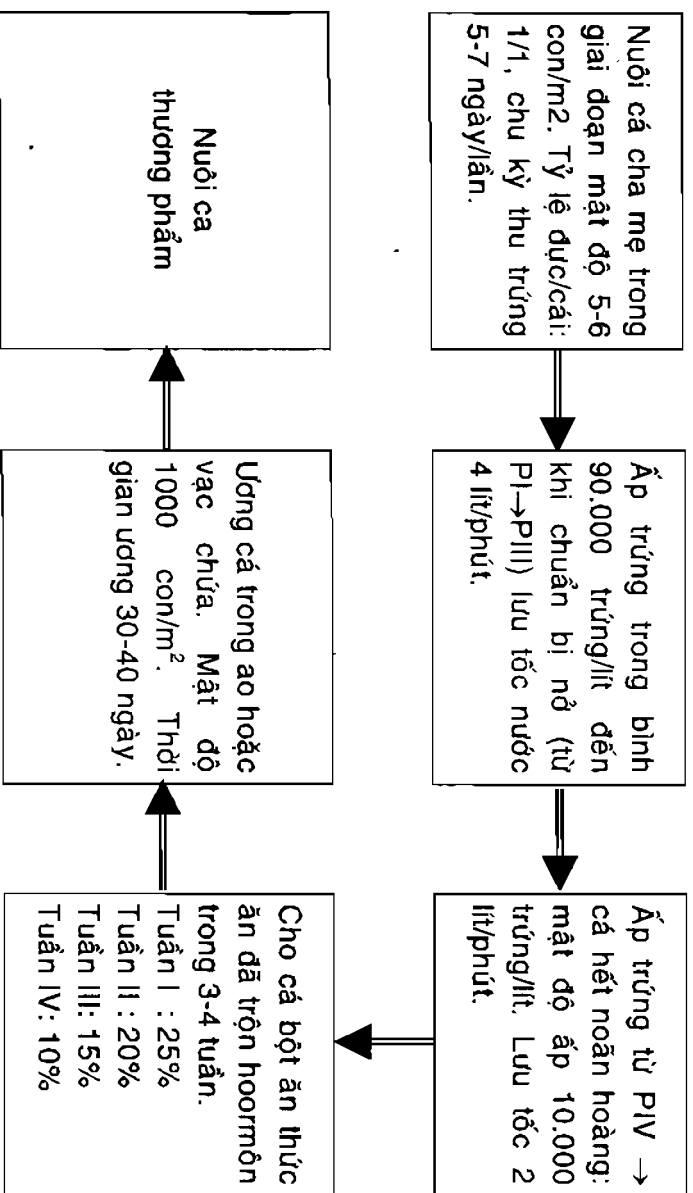 Nuôi cá cha mẹ trong
giai đoạn mật độ 5-6
con/m2. Tỷ lệ đực/cái:
1/1, chu kỳ thu trứng
5-7 ngày/lần.
Ấp trứng trong bình
90.000 trứng/lít đến
khi chuẩn bị nở (từ
PI→PIII) lưu tốc nước
4 lít/phút.
Ấp trứng từ PIV →
cá hết noãn hoàng:
mật độ ấp 10.000
trứng/lít. Lưu tốc 2
lít/phút.
Cho cá bột ăn thức
ăn đã trộn hoormôn
trong 3-4 tuần.
Tuần I : 25%
Tuần II : 20%
Tuần III: 15%
Tuần IV: 10%
Ương cá trong ao hoặc
vạc chứa. Mật độ
1000 con/m². Thời
gian ương 30-40 ngày.
Nuôi ca
thương phẩm